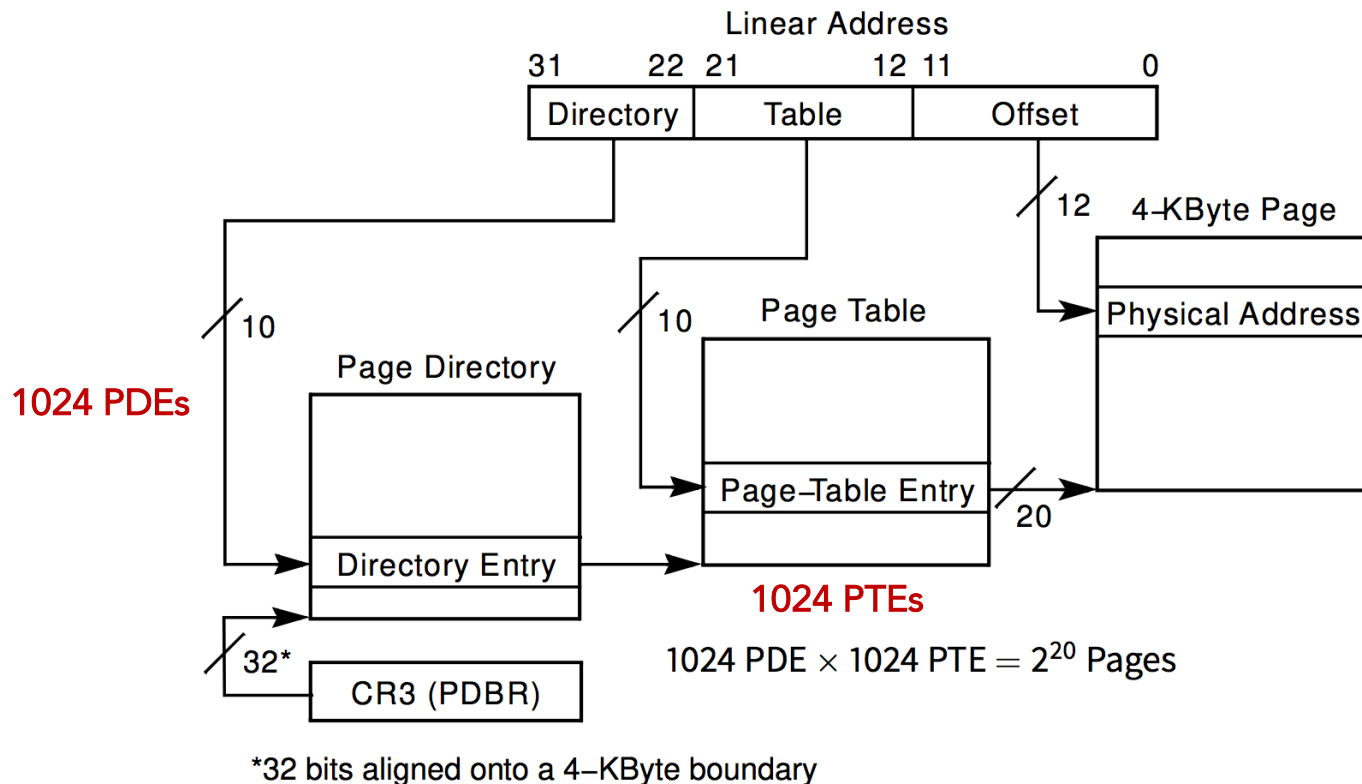 Linear Address
31 22 21 12 11 0
Directory Table Offset
12
4–KByte Page
Physical Address
10
10
Page Table
Page Directory
1024 PDEs
Page–Table Entry
20
Directory Entry
1024 PTEs
32*
1024 PDE × 1024 PTE = 2²⁰ Pages
CR3 (PDBR)
*32 bits aligned onto a 4–KByte boundary